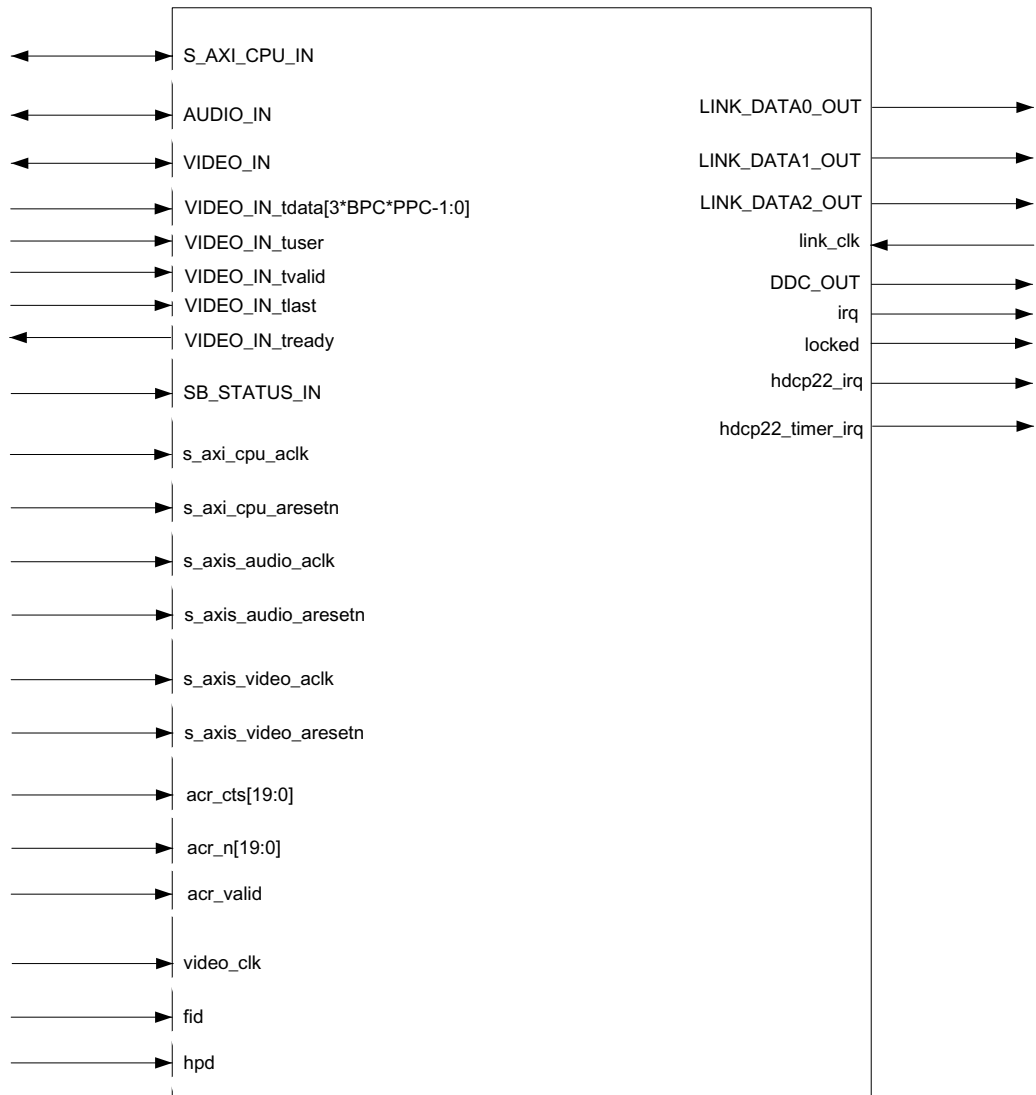 S_AXI_CPU_IN
AUDIO_IN
VIDEO_IN
VIDEO_IN_tdata[3*BPC*PPC-1:0]
VIDEO_IN_tuser
VIDEO_IN_tvalid
VIDEO_IN_tlast
VIDEO_IN_tready
SB_STATUS_IN
s_axi_cpu_aclk
s_axi_cpu_aresetn
s_axis_audio_aclk
s_axis_audio_aresetn
s_axis_video_aclk
s_axis_video_aresetn
acr_cts[19:0]
acr_n[19:0]
acr_valid
video_clk
fid
hpd
LINK_DATA0_OUT
LINK_DATA1_OUT
LINK_DATA2_OUT
link_clk
DDC_OUT
irq
locked
hdcp22_irq
hdcp22_timer_irq